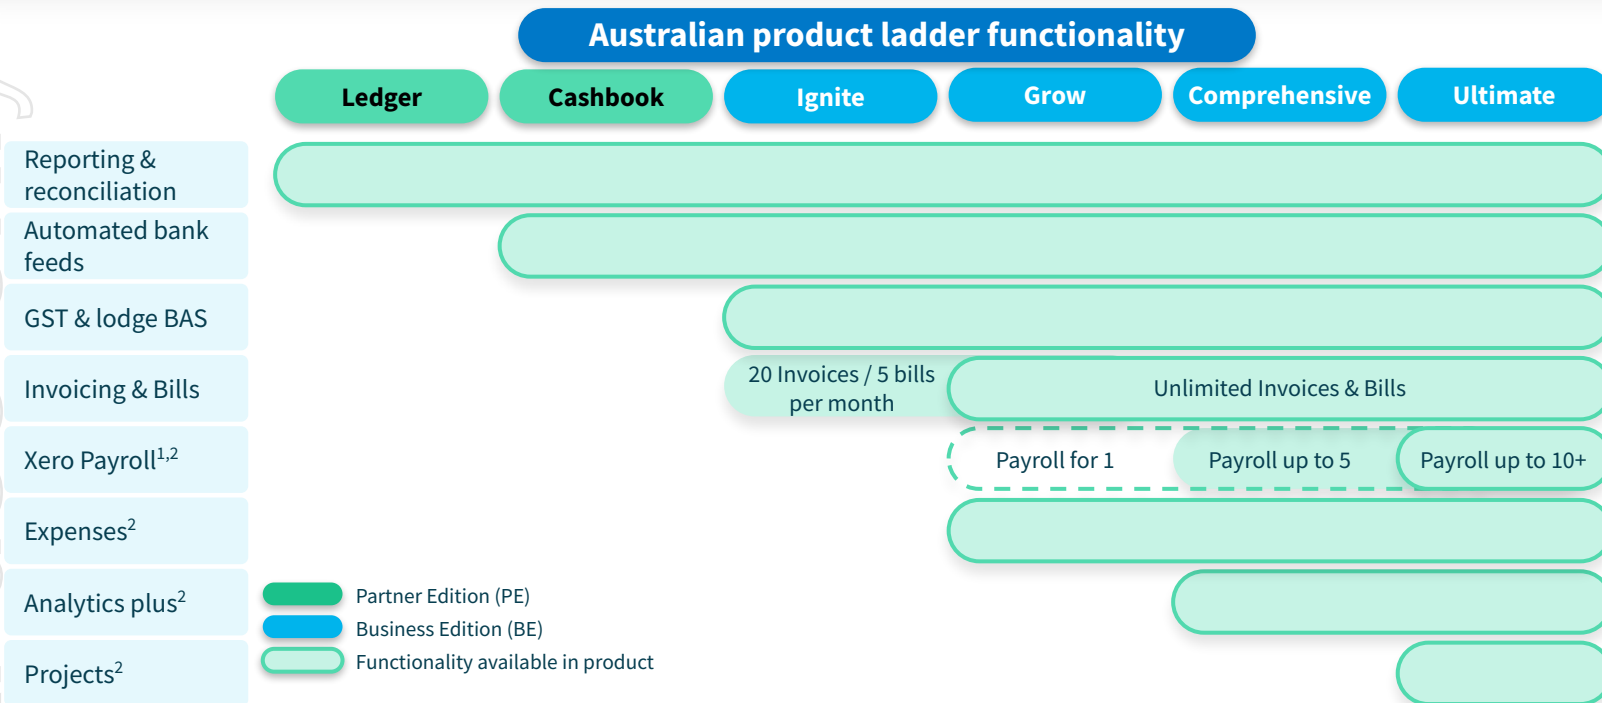 Australian product ladder functionality
Ledger
Cashbook
Ignite
Grow
Comprehensive
Ultimate
Reporting &
reconciliation
Automated bank
feeds
GST & lodge BAS
Invoicing & Bills
20 Invoices / 5 bills
per month
Unlimited Invoices & Bills
Xero Payroll1,2
Payroll for 1
Payroll up to 5
Payroll up to 10+
Expenses2
Analytics plus2
Projects2
Partner Edition (PE)
Business Edition (BE)
Functionality available in product